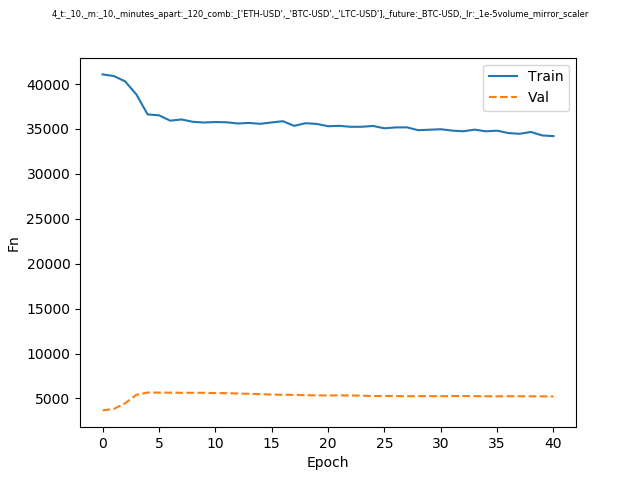 4_t:_10,_m:_10,_minutes_apart:_120_comb:_['ETH-USD',_'BTC-USD',_'LTC-USD'],_future:_BTC-USD,_lr:_1e-5volume_mirror_scaler
Train
Val
40000
35000
30000
25000
20000
15000
10000
5000
Fn
0 5 10 15 20 25 30 35 40
Epoch